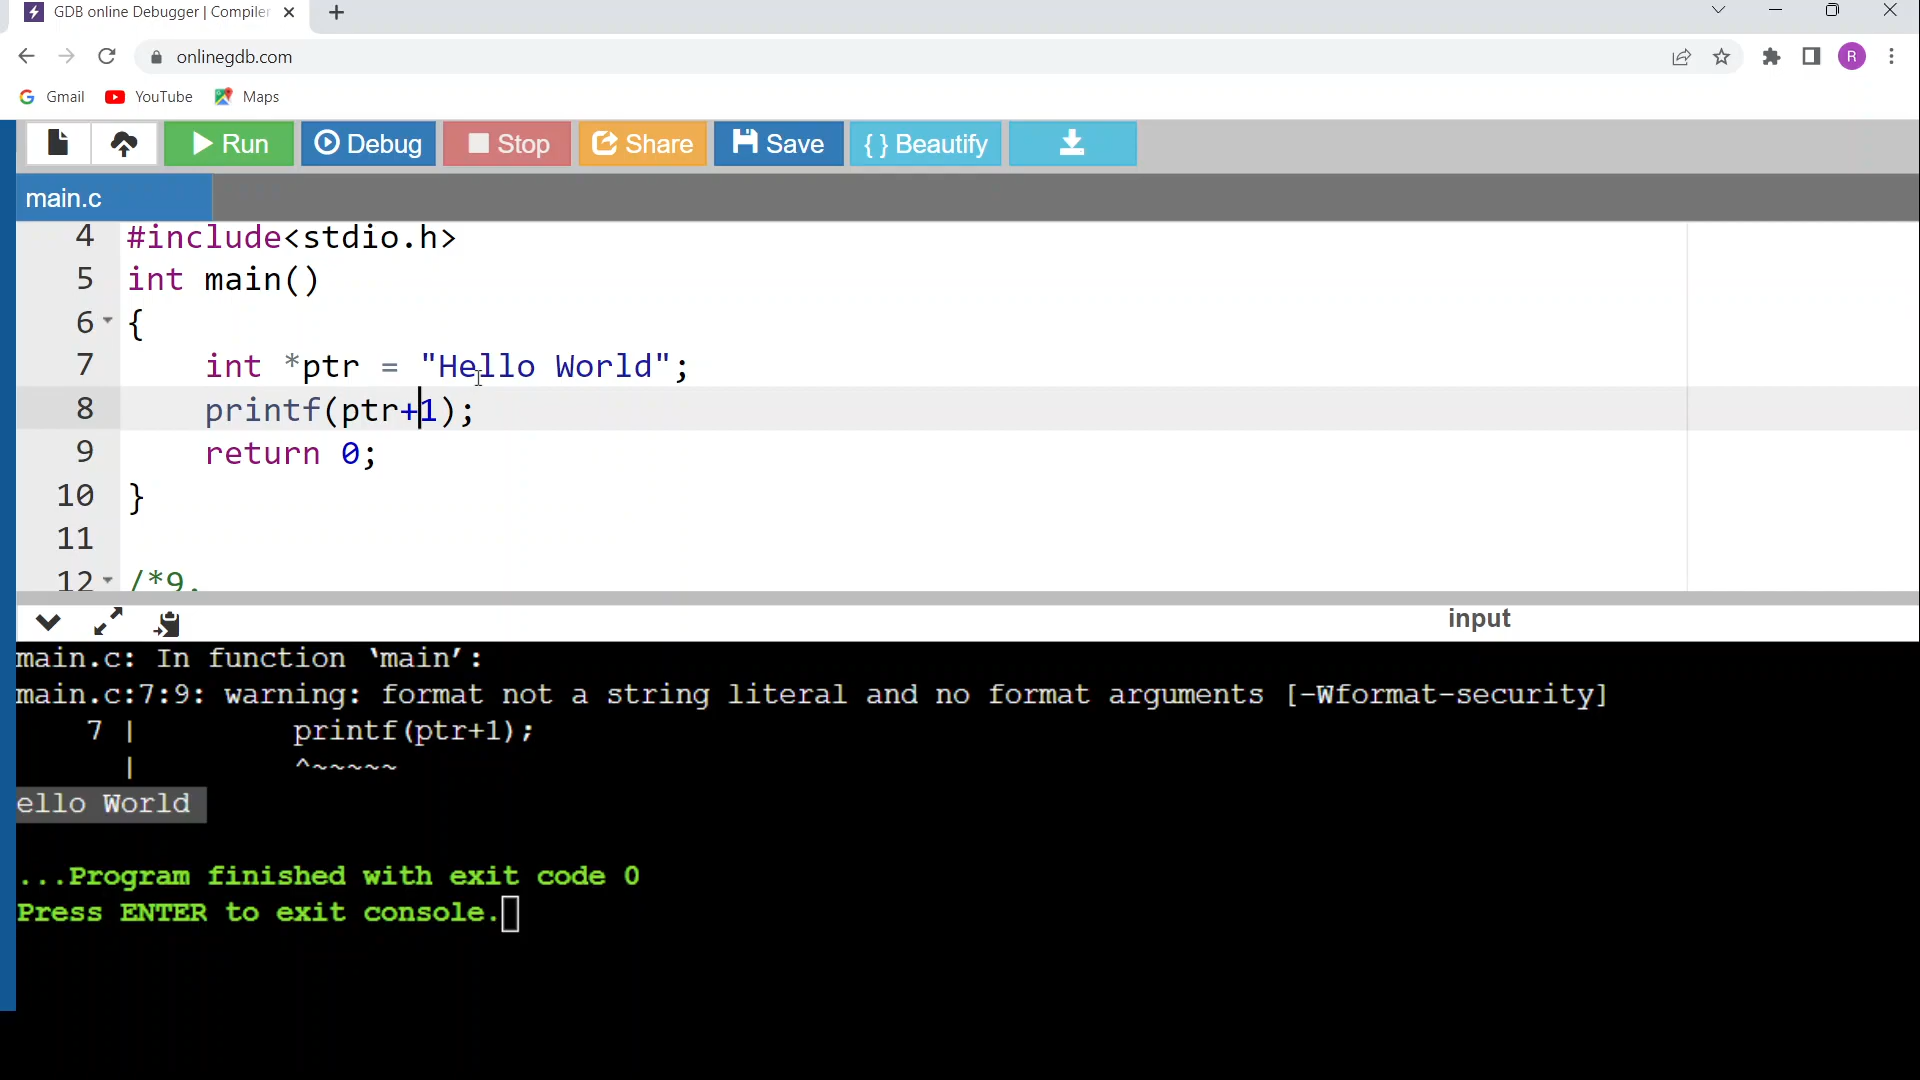 GDB online Debugger | Compiler
onlinegdb.com
R
Gmail YouTube Maps
Run Debug Stop Share Save { } Beautify
main.c
4 #include<stdio.h>
5 int main()
6 {
7 int *ptr = "Hello World";
8 printf(ptr+1);
9 return 0;
10 }
11
12 /*9.
input
main.c: In function ‘main’:
main.c:7:9: warning: format not a string literal and no format arguments [-Wformat-security]
7 | printf(ptr+1);
| ^~~~~~
ello World
...Program finished with exit code 0
Press ENTER to exit console.